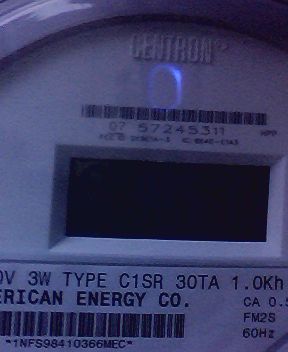 CENTRON
07 57245311 HPP
0V 3W TYPE C1SR 30TA 1.0Kh
ERICAN ENERGY CO. CA 0.5
FM2S
60Hz
*1NFS98410366MEC*